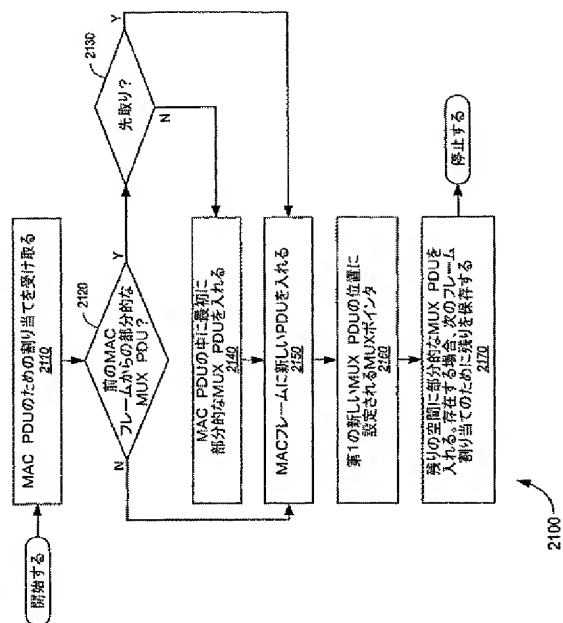 開始する
MAC PDUのための割り当てを受け取る
2110
前のMAC
フレームからの部分的な
MUX PDU?
2120
Y
N
先取り?
2130
Y
N
MAC PDUの中に最初に
部分的なMUX PDUを入れる
2140
MACフレームに新しいPDUを入れる
2150
第1の新しいMUX PDUの位置に
設定されるMUXポインタ
2160
残りの空間に部分的なMUX PDUを
入れる。存在する場合、次のフレーム
割り当てのために残りを保存する
2170
停止する
2100